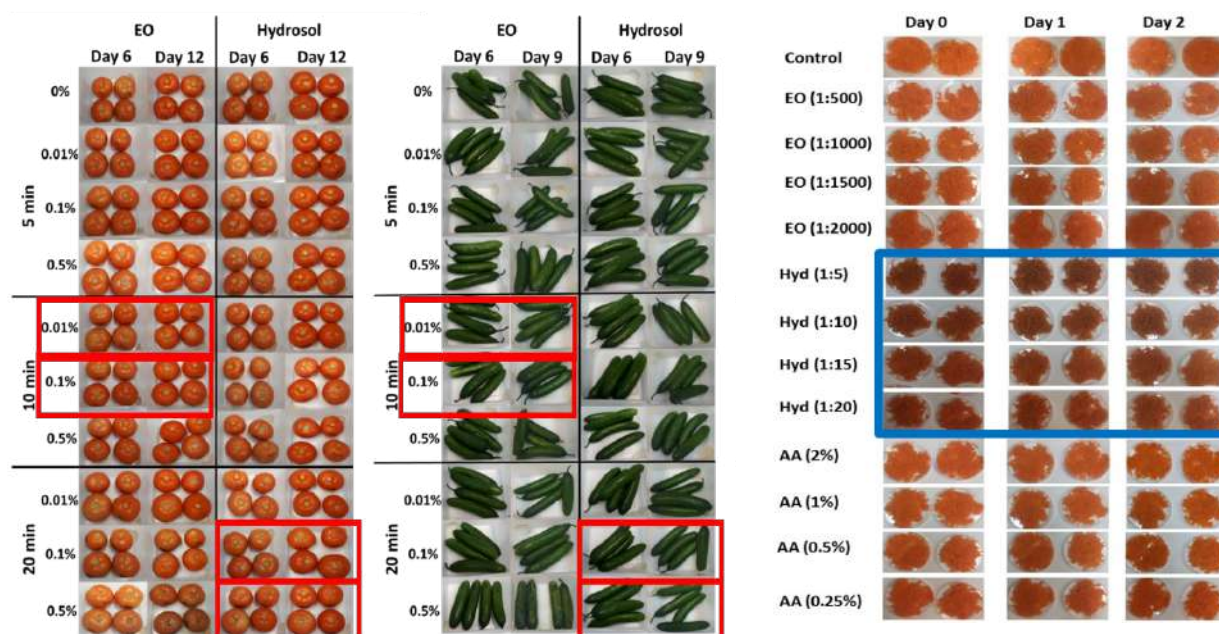 EO Hydrosol
Day 6 Day 12 Day 6 Day 12
5 min
0%
0.01%
0.1%
0.5%
10 min
0.01%
0.1%
0.5%
20 min
0.01%
0.1%
0.5%
EO Hydrosol
Day 6 Day 9 Day 6 Day 9
5 min
0%
0.01%
0.1%
0.5%
10 min
0.01%
0.1%
0.5%
20 min
0.01%
0.1%
0.5%
Day 0 Day 1 Day 2
Control
EO (1:500)
EO (1:1000)
EO (1:1500)
EO (1:2000)
Hyd (1:5)
Hyd (1:10)
Hyd (1:15)
Hyd (1:20)
AA (2%)
AA (1%)
AA (0.5%)
AA (0.25%)